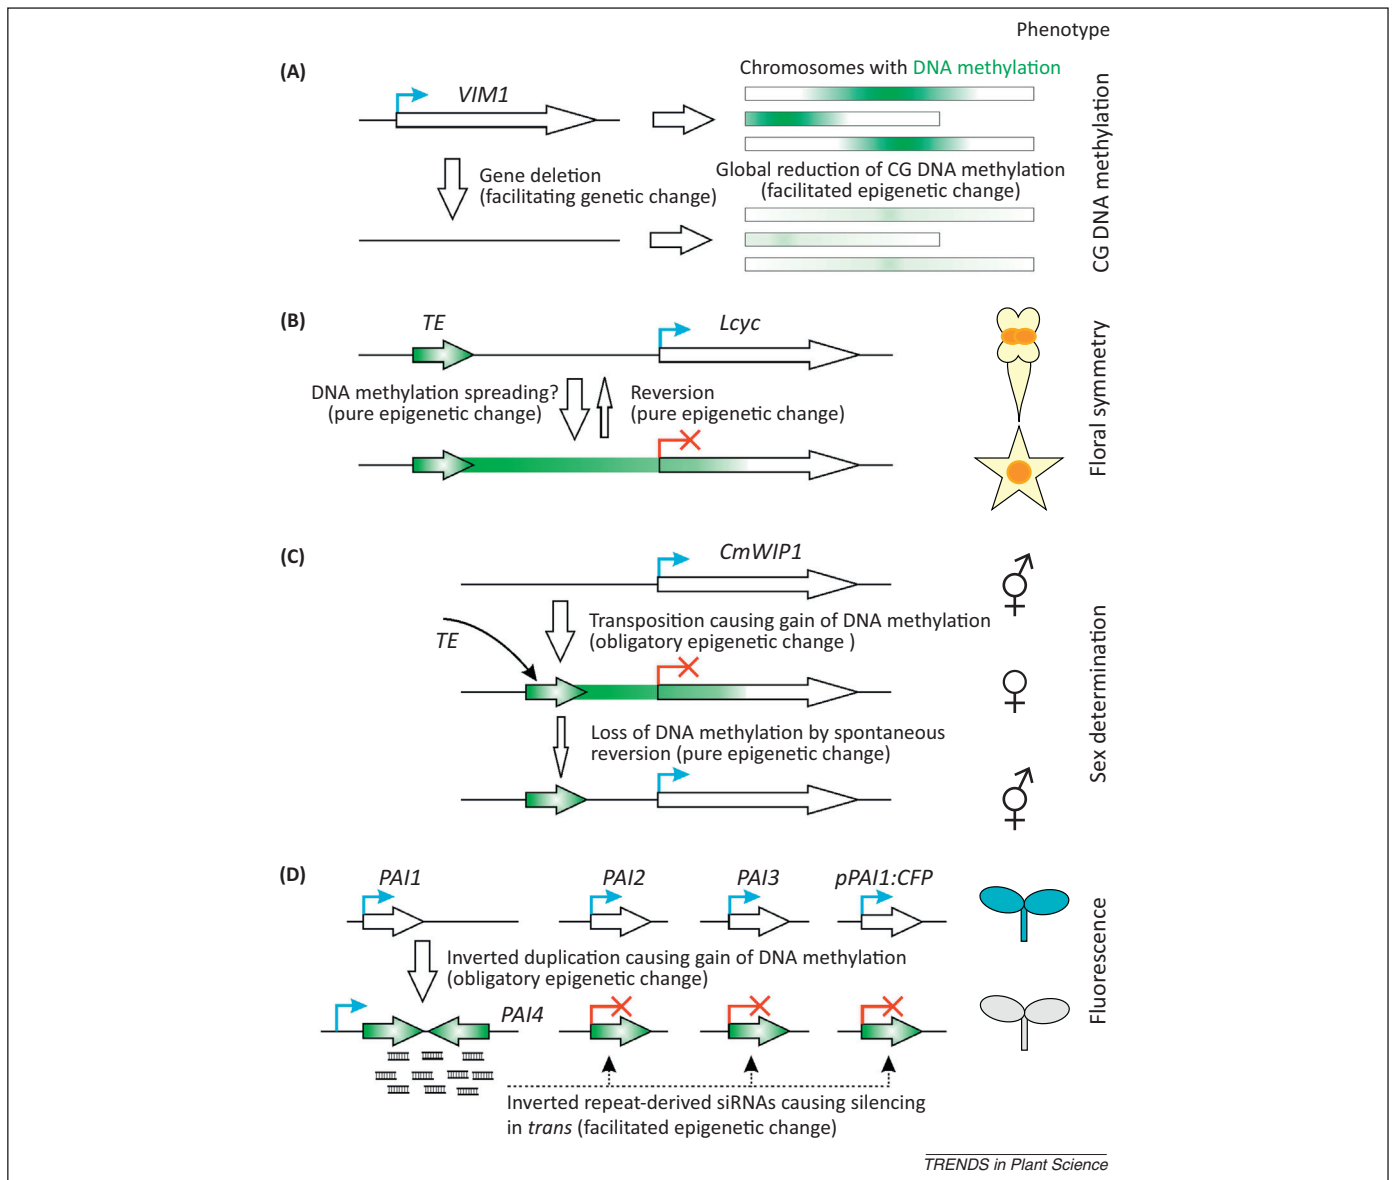 Phenotype
(A)
VIM1
Chromosomes with DNA methylation
Gene deletion
(facilitating genetic change)
Global reduction of CG DNA methylation
(facilitated epigenetic change)
CG DNA methylation
(B)
TE
Lcyc
DNA methylation spreading?
(pure epigenetic change)
Reversion
(pure epigenetic change)
Floral symmetry
(C)
CmWIP1
Transposition causing gain of DNA methylation
(obligatory epigenetic change )
TE
Loss of DNA methylation by spontaneous
reversion (pure epigenetic change)
Sex determination
(D)
PAI1
PAI2
PAI3
pPAI1:CFP
Inverted duplication causing gain of DNA methylation
(obligatory epigenetic change)
PAI4
Inverted repeat-derived siRNAs causing silencing
in trans (facilitated epigenetic change)
Fluorescence
TRENDS in Plant Science